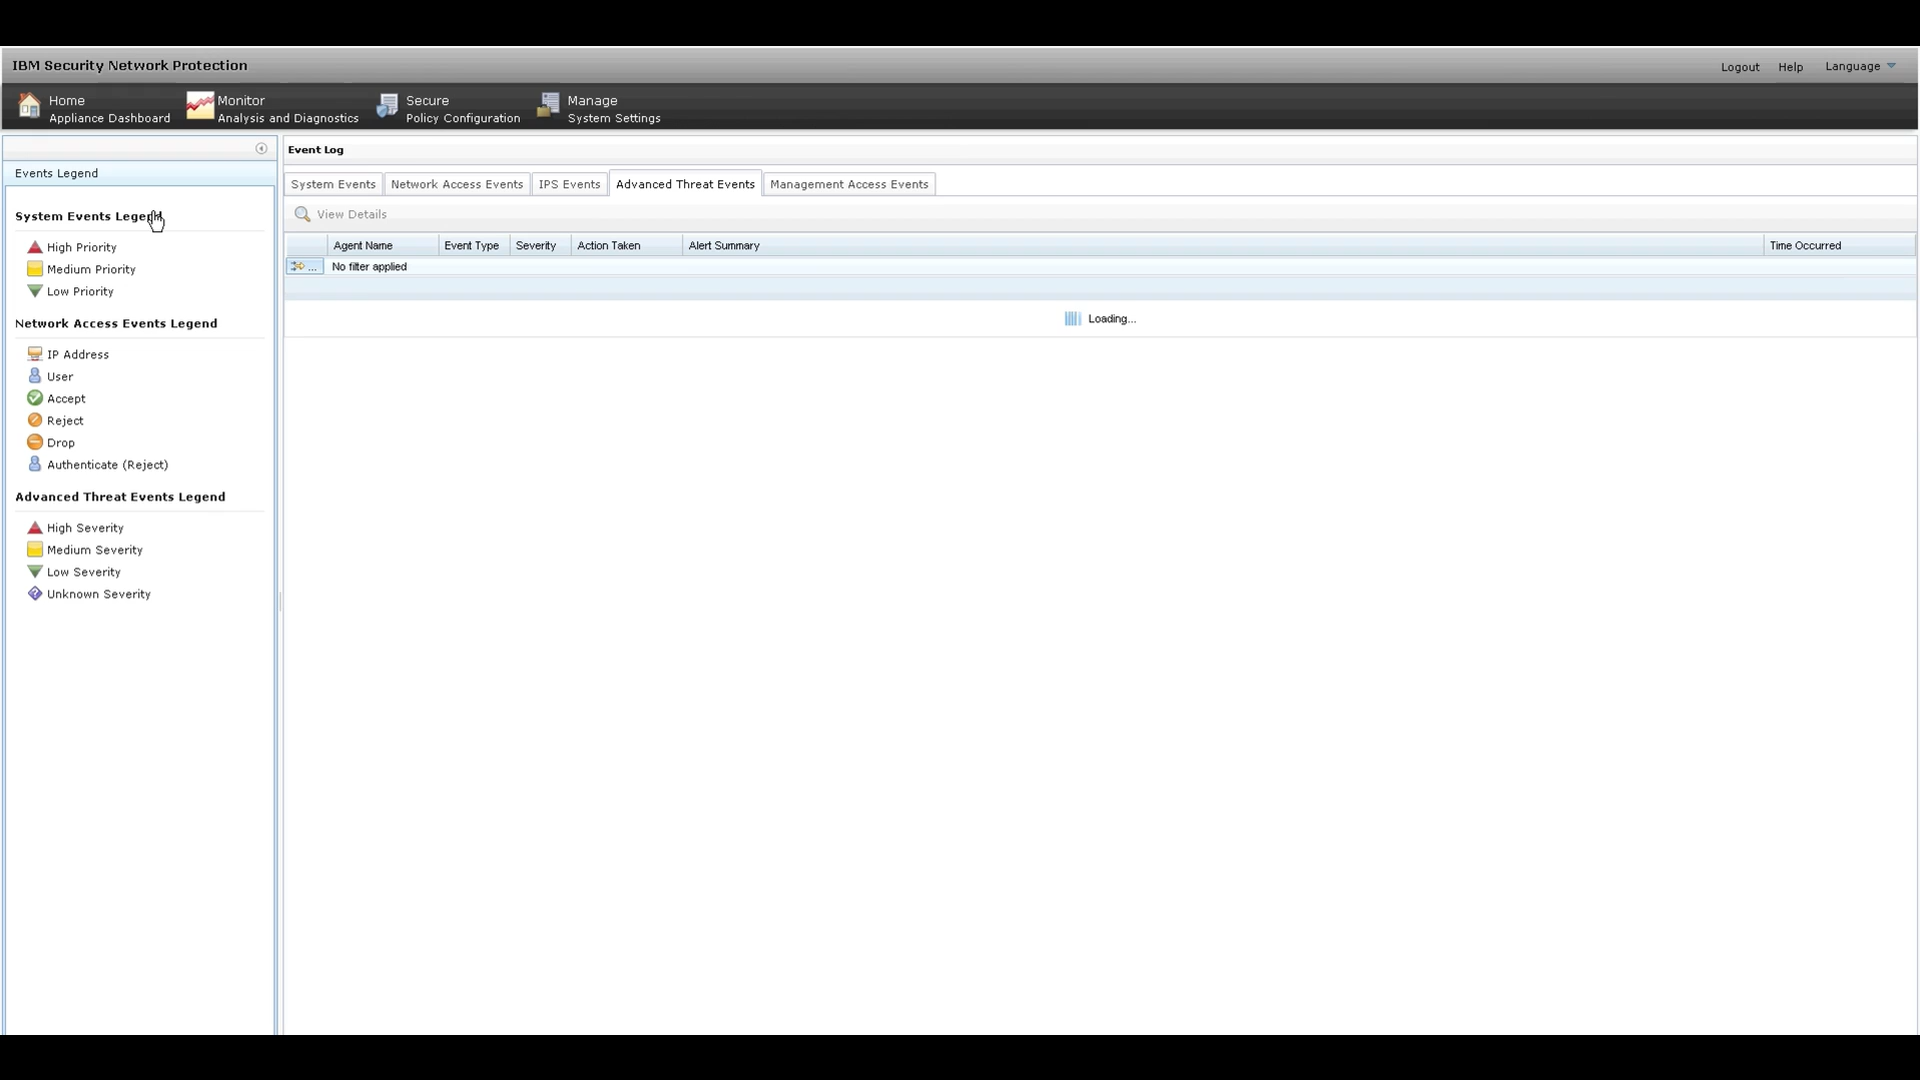 IBM Security Network Protection
Logout Help Language
Home
Appliance Dashboard
Monitor
Analysis and Diagnostics
Secure
Policy Configuration
Manage
System Settings
Events Legend
System Events Legend
High Priority
Medium Priority
Low Priority
Network Access Events Legend
IP Address
User
Accept
Reject
Drop
Authenticate (Reject)
Advanced Threat Events Legend
High Severity
Medium Severity
Low Severity
Unknown Severity
Event Log
System Events Network Access Events IPS Events Advanced Threat Events Management Access Events
View Details
Agent Name Event Type Severity Action Taken Alert Summary Time Occurred
... No filter applied
Loading...